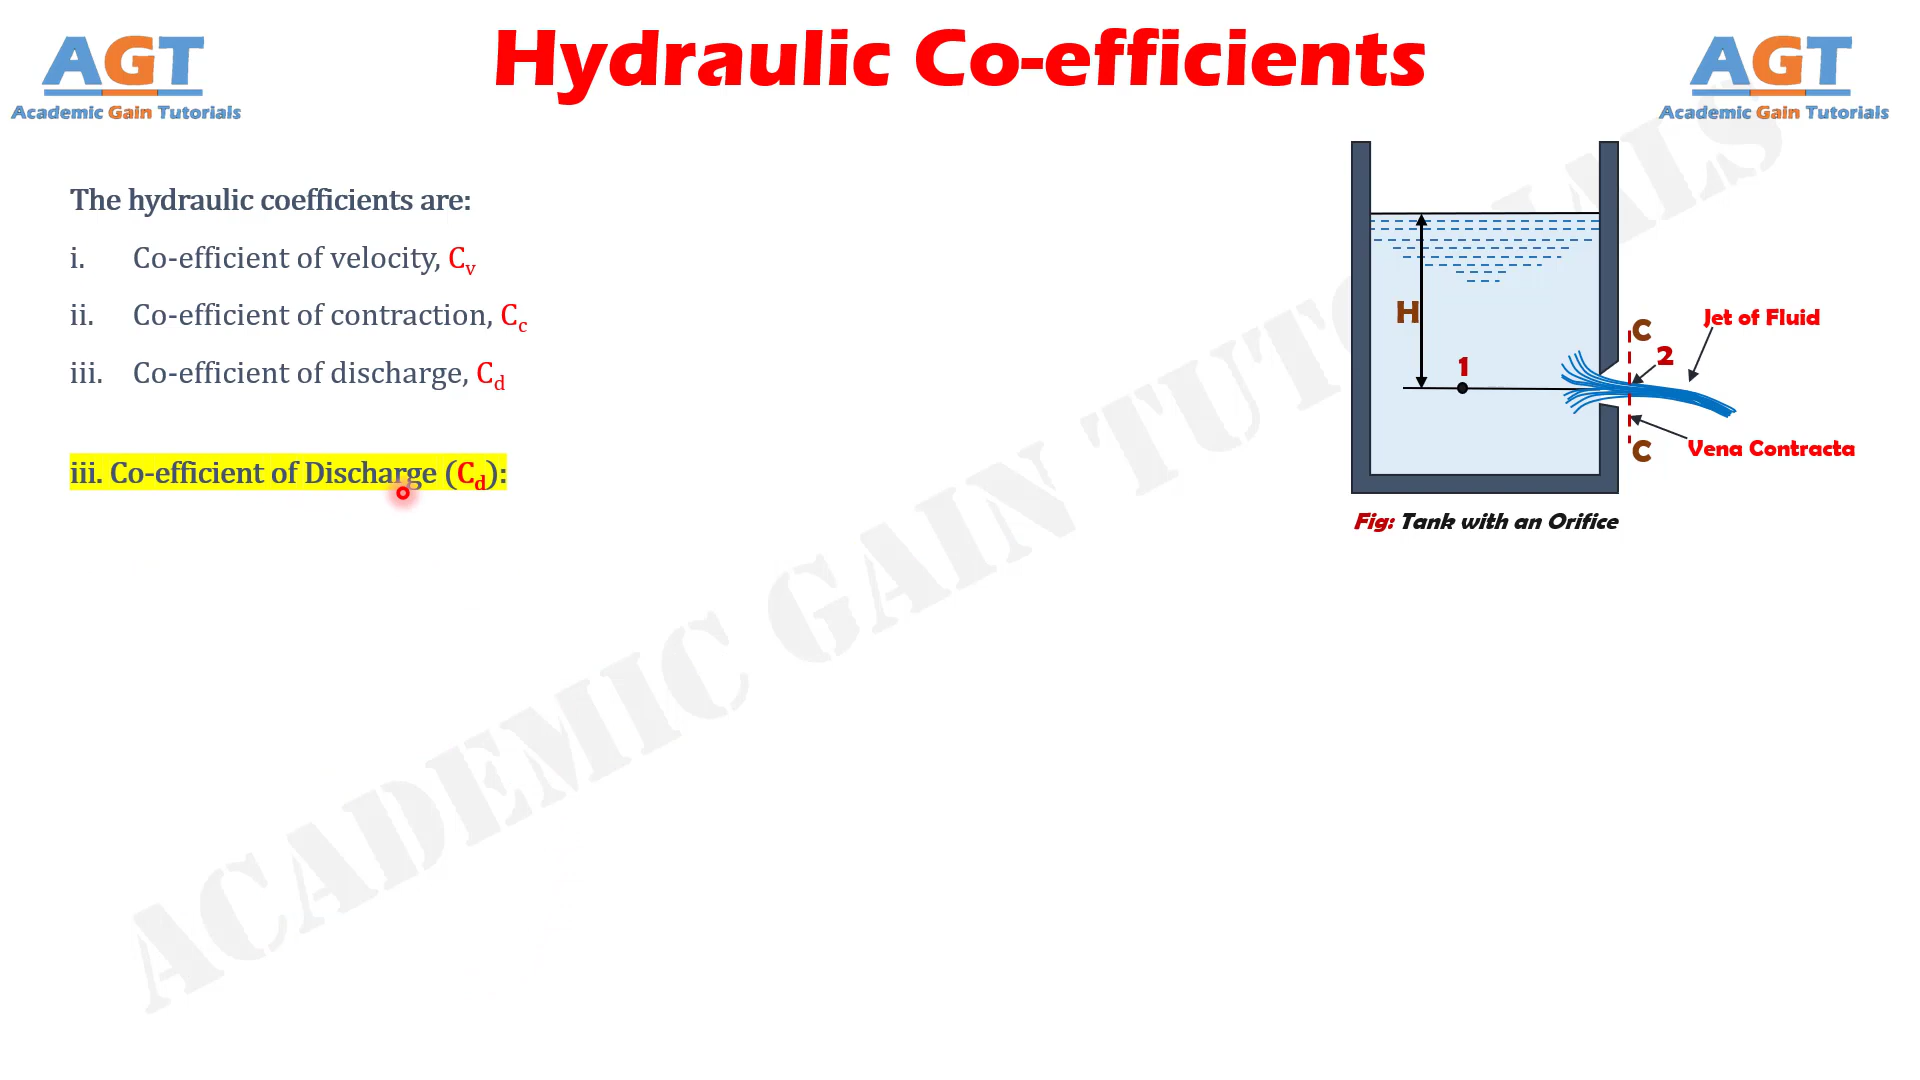 AGT
Academic Gain Tutorials
Hydraulic Co-efficients
AGT
Academic Gain Tutorials
The hydraulic coefficients are:
i. Co-efficient of velocity, Cv
ii. Co-efficient of contraction, Cc
iii. Co-efficient of discharge, Cd
iii. Co-efficient of Discharge (Cd):
H
1
C
2
Jet of Fluid
C
Vena Contracta
Fig: Tank with an Orifice
ACADEMIC GAIN TUTORIALS